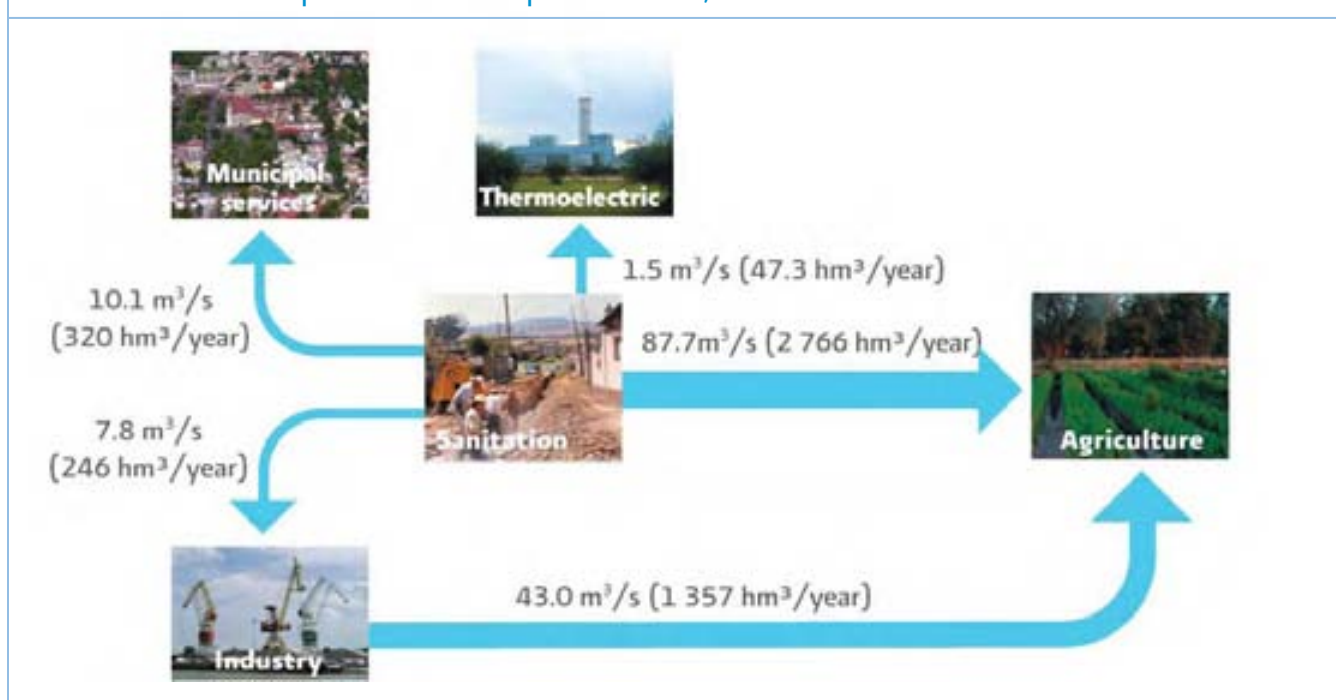 Municipal
services
Thermoelectric
1.5 m³/s (47.3 hm³/year)
10.1 m³/s
(320 hm³/year)
87.7m³/s (2 766 hm³/year)
7.8 m³/s
(246 hm³/year)
Sanitation
Agriculture
43.0 m³/s (1 357 hm³/year)
Industry